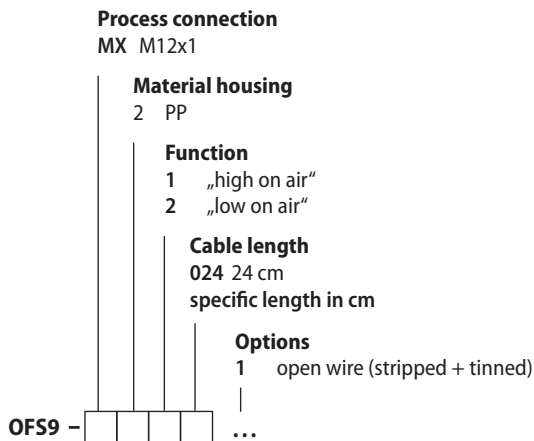 Process connection
MX M12x1
Material housing
2 PP
Function
1 „high on air“
2 „low on air“
Cable length
024 24 cm
specific length in cm
Options
1 open wire (stripped + tinned)
OFS9 – ...